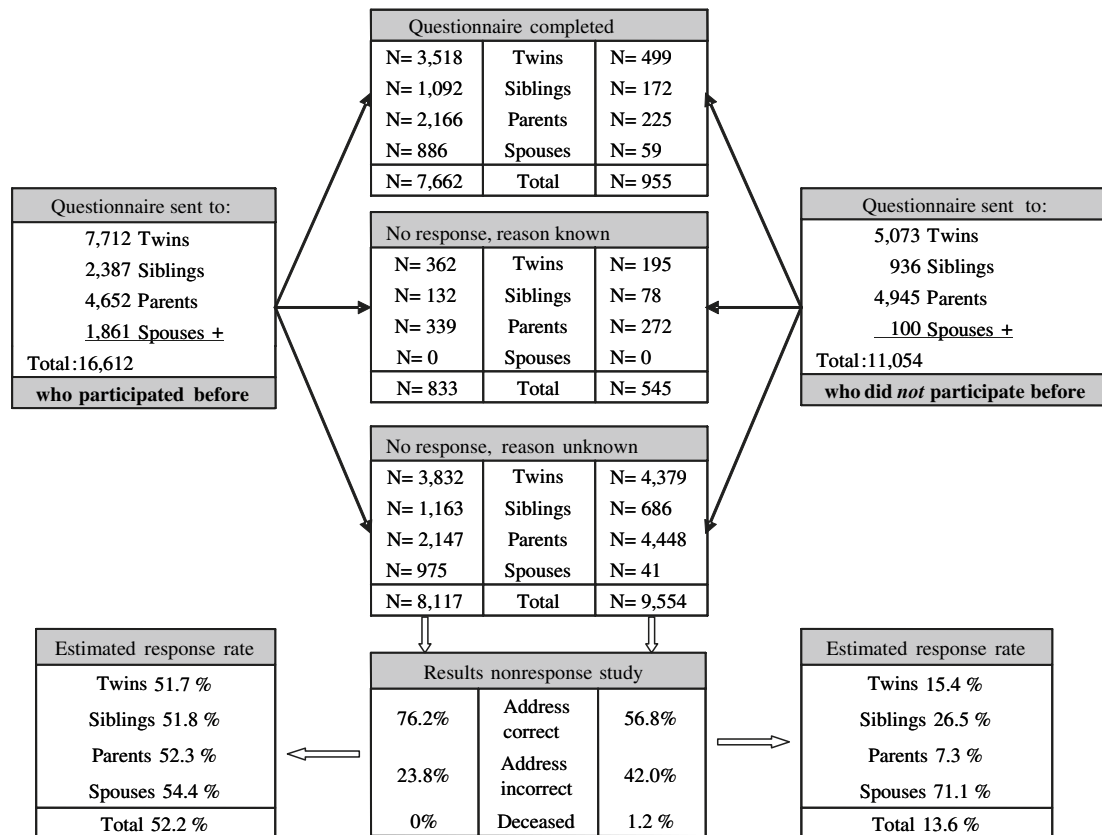 Questionnaire completed
N= 3,518 Twins N= 499
N= 1,092 Siblings N= 172
N= 2,166 Parents N= 225
N= 886 Spouses N= 59
N= 7,662 Total N= 955
Questionnaire sent to:
7,712 Twins
2,387 Siblings
4,652 Parents
1,861 Spouses +
Total:16,612
who participated before
No response, reason known
N= 362 Twins N= 195
N= 132 Siblings N= 78
N= 339 Parents N= 272
N= 0 Spouses N= 0
N= 833 Total N= 545
Questionnaire sent to:
5,073 Twins
936 Siblings
4,945 Parents
100 Spouses +
Total:11,054
who did not participate before
No response, reason unknown
N= 3,832 Twins N= 4,379
N= 1,163 Siblings N= 686
N= 2,147 Parents N= 4,448
N= 975 Spouses N= 41
N= 8,117 Total N= 9,554
Estimated response rate
Twins 51.7 %
Siblings 51.8 %
Parents 52.3 %
Spouses 54.4 %
Total 52.2 %
Results nonresponse study
76.2% Address correct 56.8%
23.8% Address incorrect 42.0%
0% Deceased 1.2 %
Estimated response rate
Twins 15.4 %
Siblings 26.5 %
Parents 7.3 %
Spouses 71.1 %
Total 13.6 %